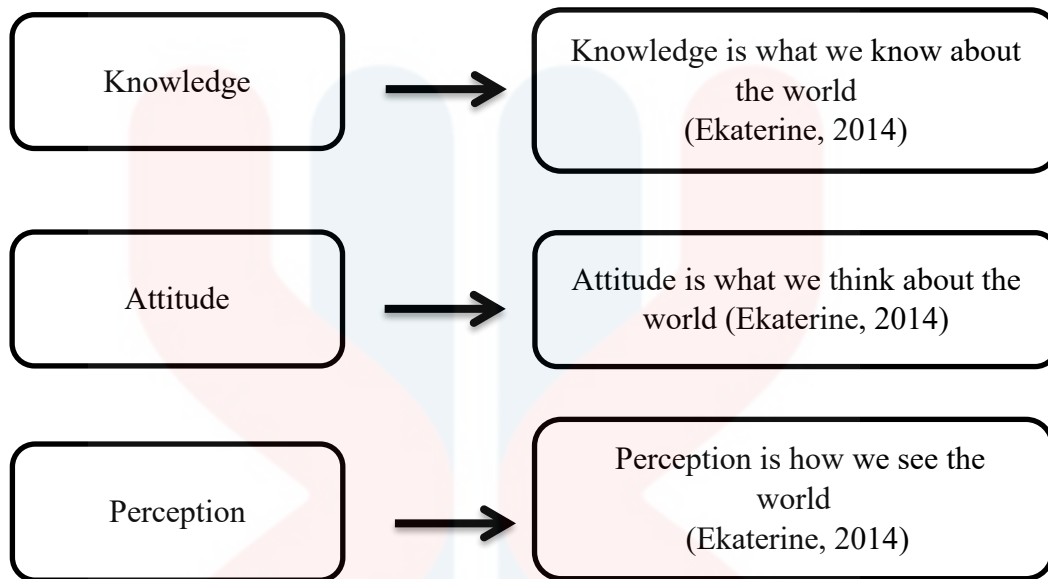 Knowledge
Knowledge is what we know about
the world
(Ekaterine, 2014)
Attitude
Attitude is what we think about the
world (Ekaterine, 2014)
Perception
Perception is how we see the
world
(Ekaterine, 2014)